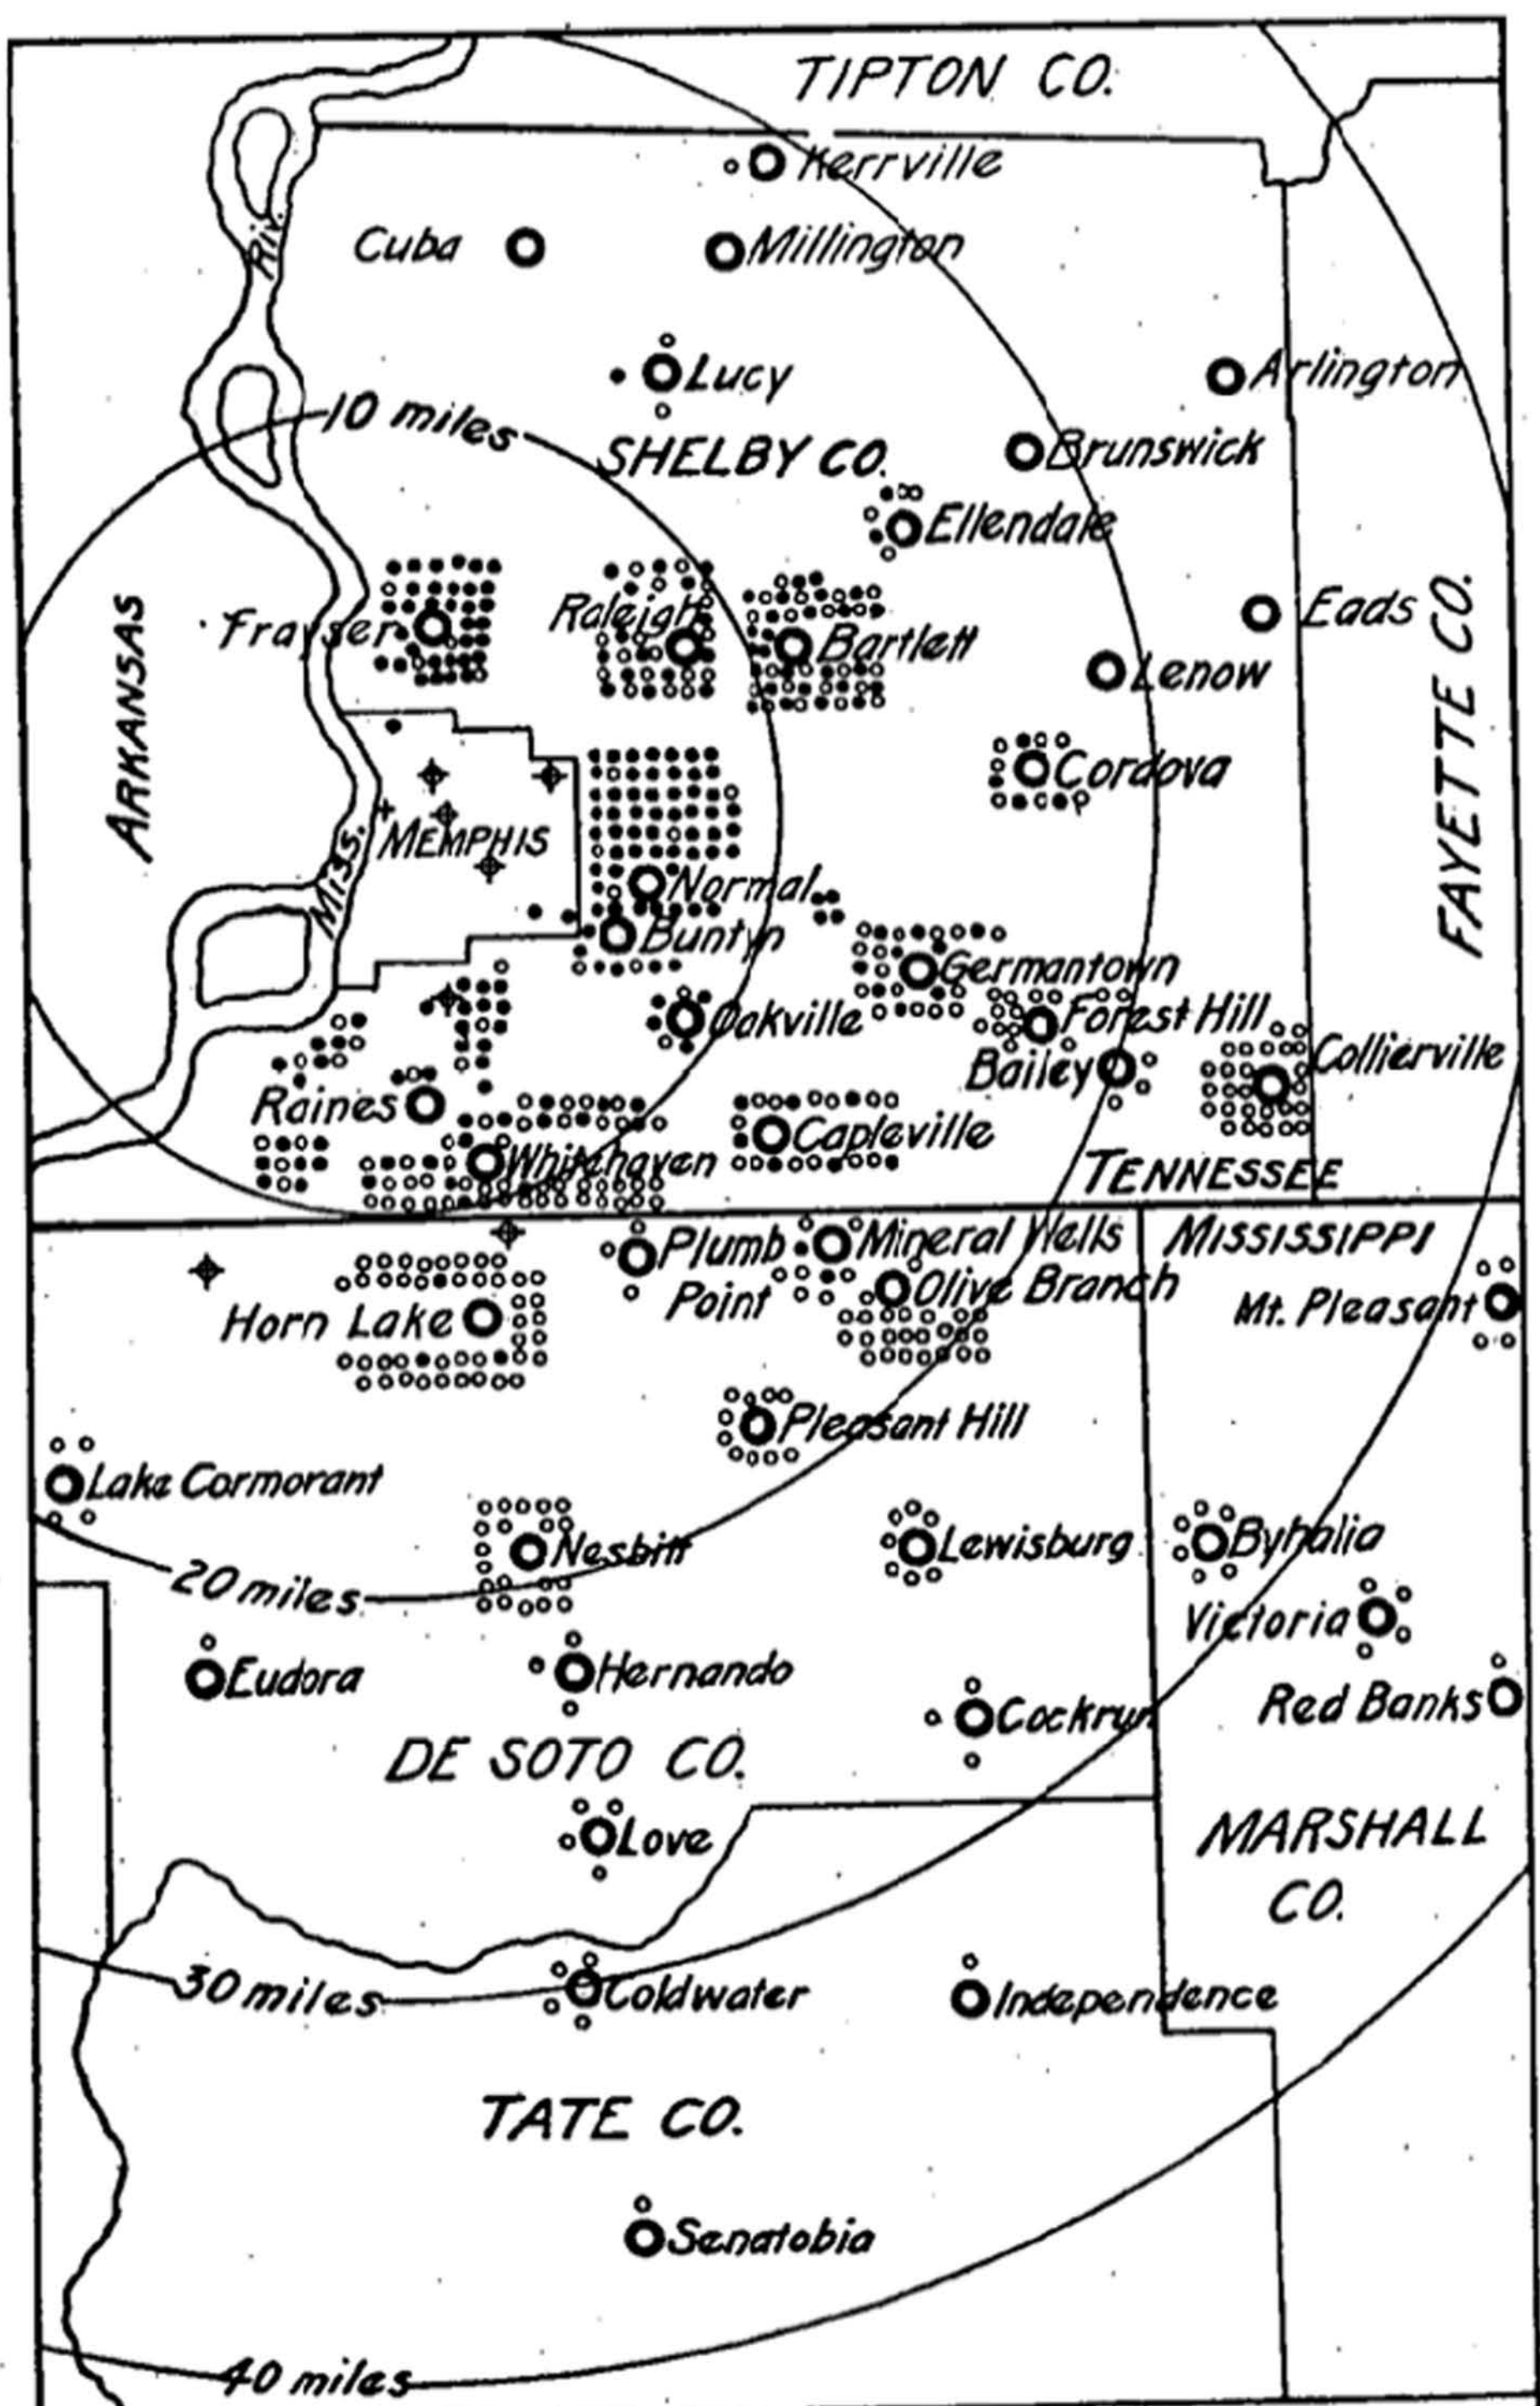 TIPTON CO.
Kerrville
Cuba
Millington
Riv.
Lucy
Arlington
10 miles
SHELBY CO.
Brunswick
Ellendale
ARKANSAS
Frayser
Raleigh
Bartlett
Eads
Lenow
FAYETTE CO.
Cordova
MEMPHIS
Miss.
Normal
Buntyn
Germantown
Oakville
Forest Hill
Bailey
Collierville
Raines
Capleville
Whitehaven
TENNESSEE
Plumb
Point
Mineral Wells
MISSISSIPPI
Olive Branch
Mt. Pleasant
Horn Lake
Pleasant Hill
Lake Cormorant
Nesbitt
Lewisburg
Byhalia
20 miles
Victoria
Eudora
Hernando
Cockrun
Red Banks
DE SOTO CO.
Love
MARSHALL
CO.
30 miles
Coldwater
Independence
TATE CO.
Senatobia
40 miles